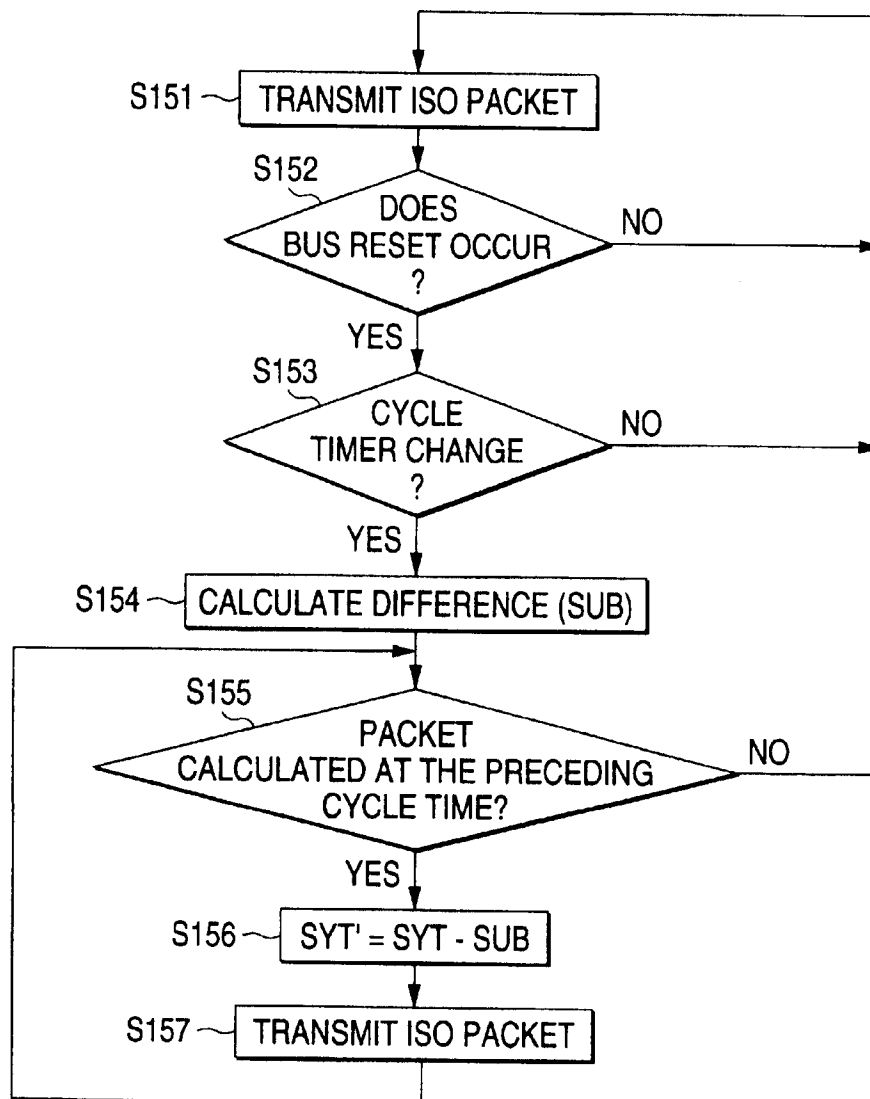 S151
TRANSMIT ISO PACKET
S152
DOES
BUS RESET OCCUR
?
NO
YES
S153
CYCLE
TIMER CHANGE
?
NO
YES
S154
CALCULATE DIFFERENCE (SUB)
S155
PACKET
CALCULATED AT THE PRECEDING
CYCLE TIME?
NO
YES
S156
SYT' = SYT - SUB
S157
TRANSMIT ISO PACKET